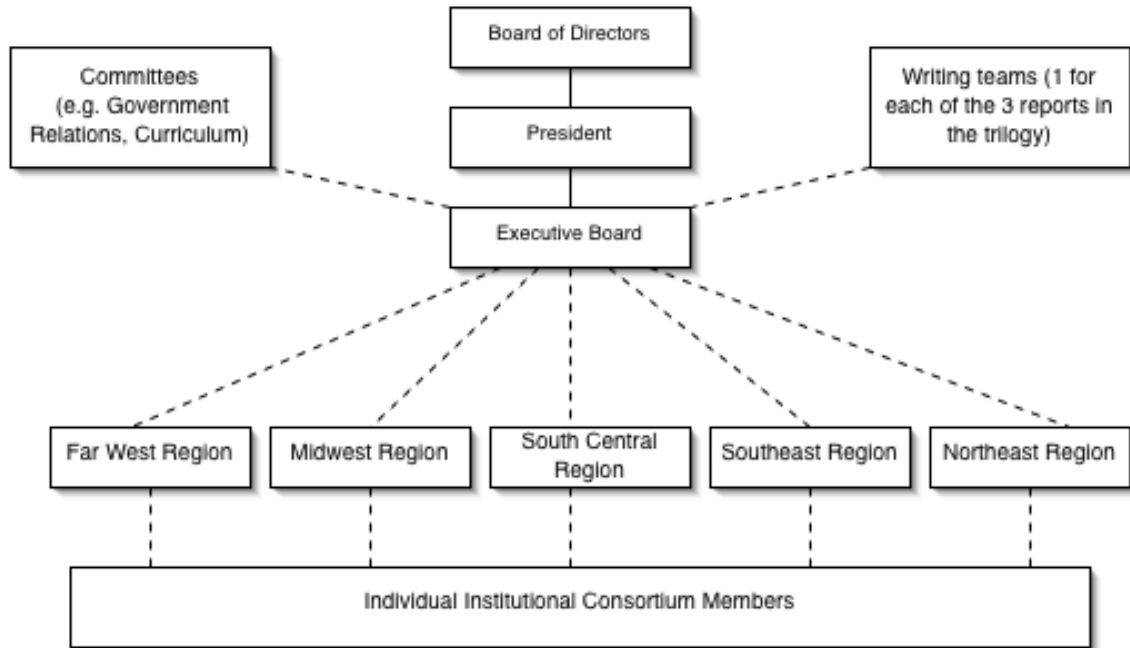 Board of Directors
Committees
(e.g. Government
Relations, Curriculum)
Writing teams (1 for
each of the 3 reports in
the trilogy)
President
Executive Board
Far West Region
Midwest Region
South Central
Region
Southeast Region
Northeast Region
Individual Institutional Consortium Members